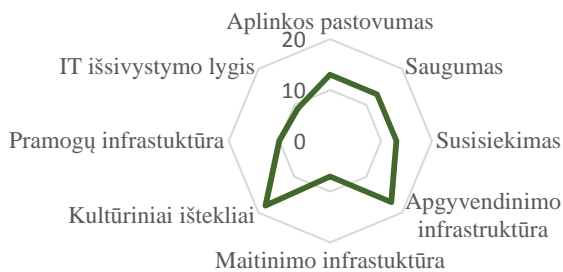 Aplinkos pastovumas
20
IT išsivystymo lygis
Saugumas
10
Pramogų infrastuktūra
0
Susisiekimas
Kultūriniai ištekliai
Apgyvendinimo
infrastruktūra
Maitinimo infrastuktūra